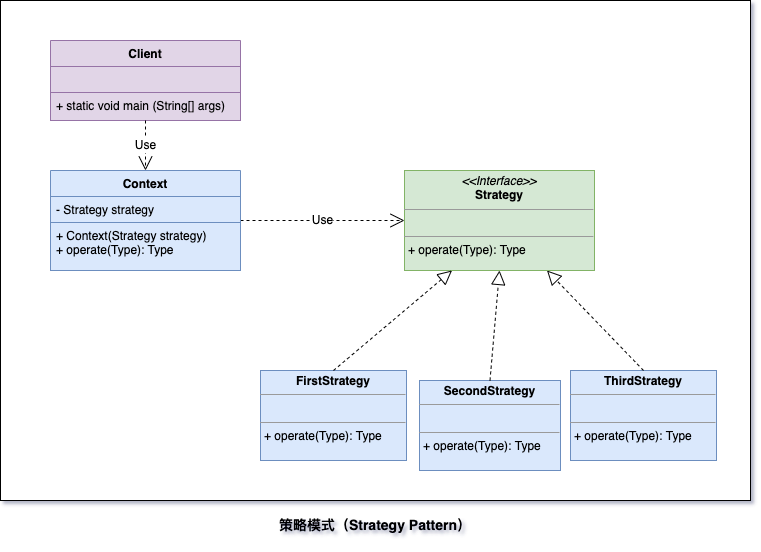 Client
+ static void main (String[] args)
Use
Context
- Strategy strategy
+ Context(Strategy strategy)
+ operate(Type): Type
Use
<<Interface>>
Strategy
+ operate(Type): Type
FirstStrategy
+ operate(Type): Type
SecondStrategy
+ operate(Type): Type
ThirdStrategy
+ operate(Type): Type
策略模式（Strategy Pattern）